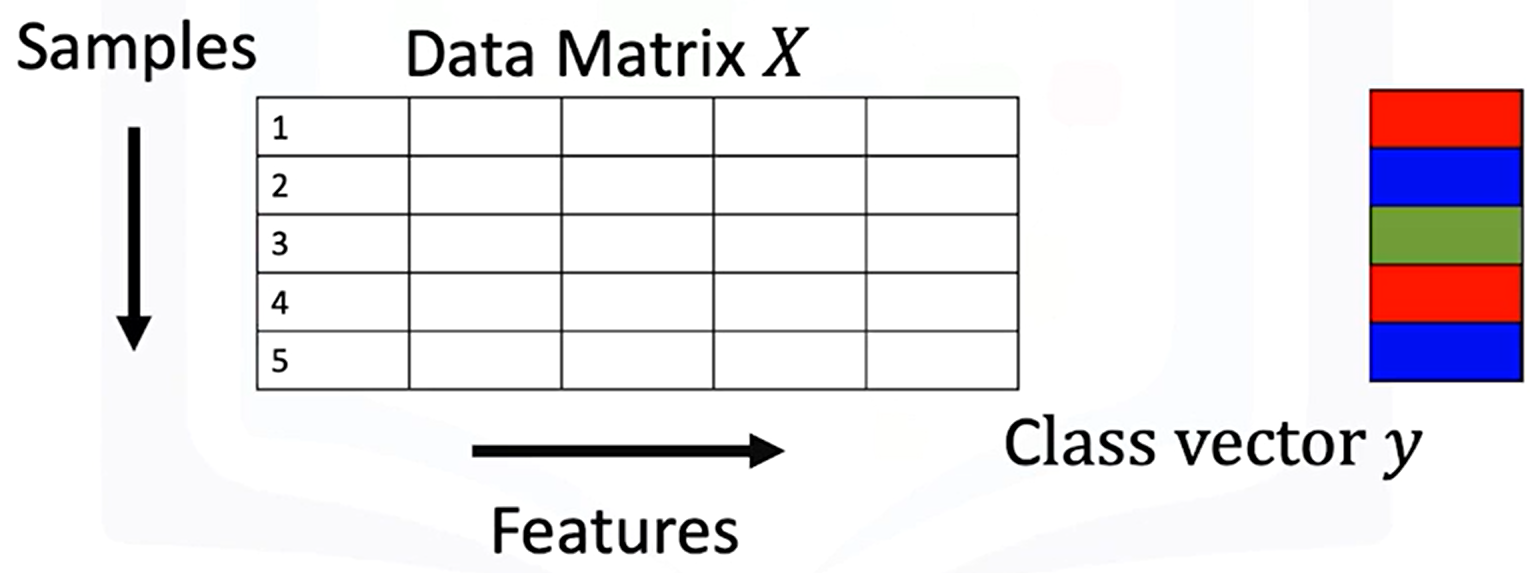 Samples
Data Matrix X
1
2
3
4
5
Class vector y
Features